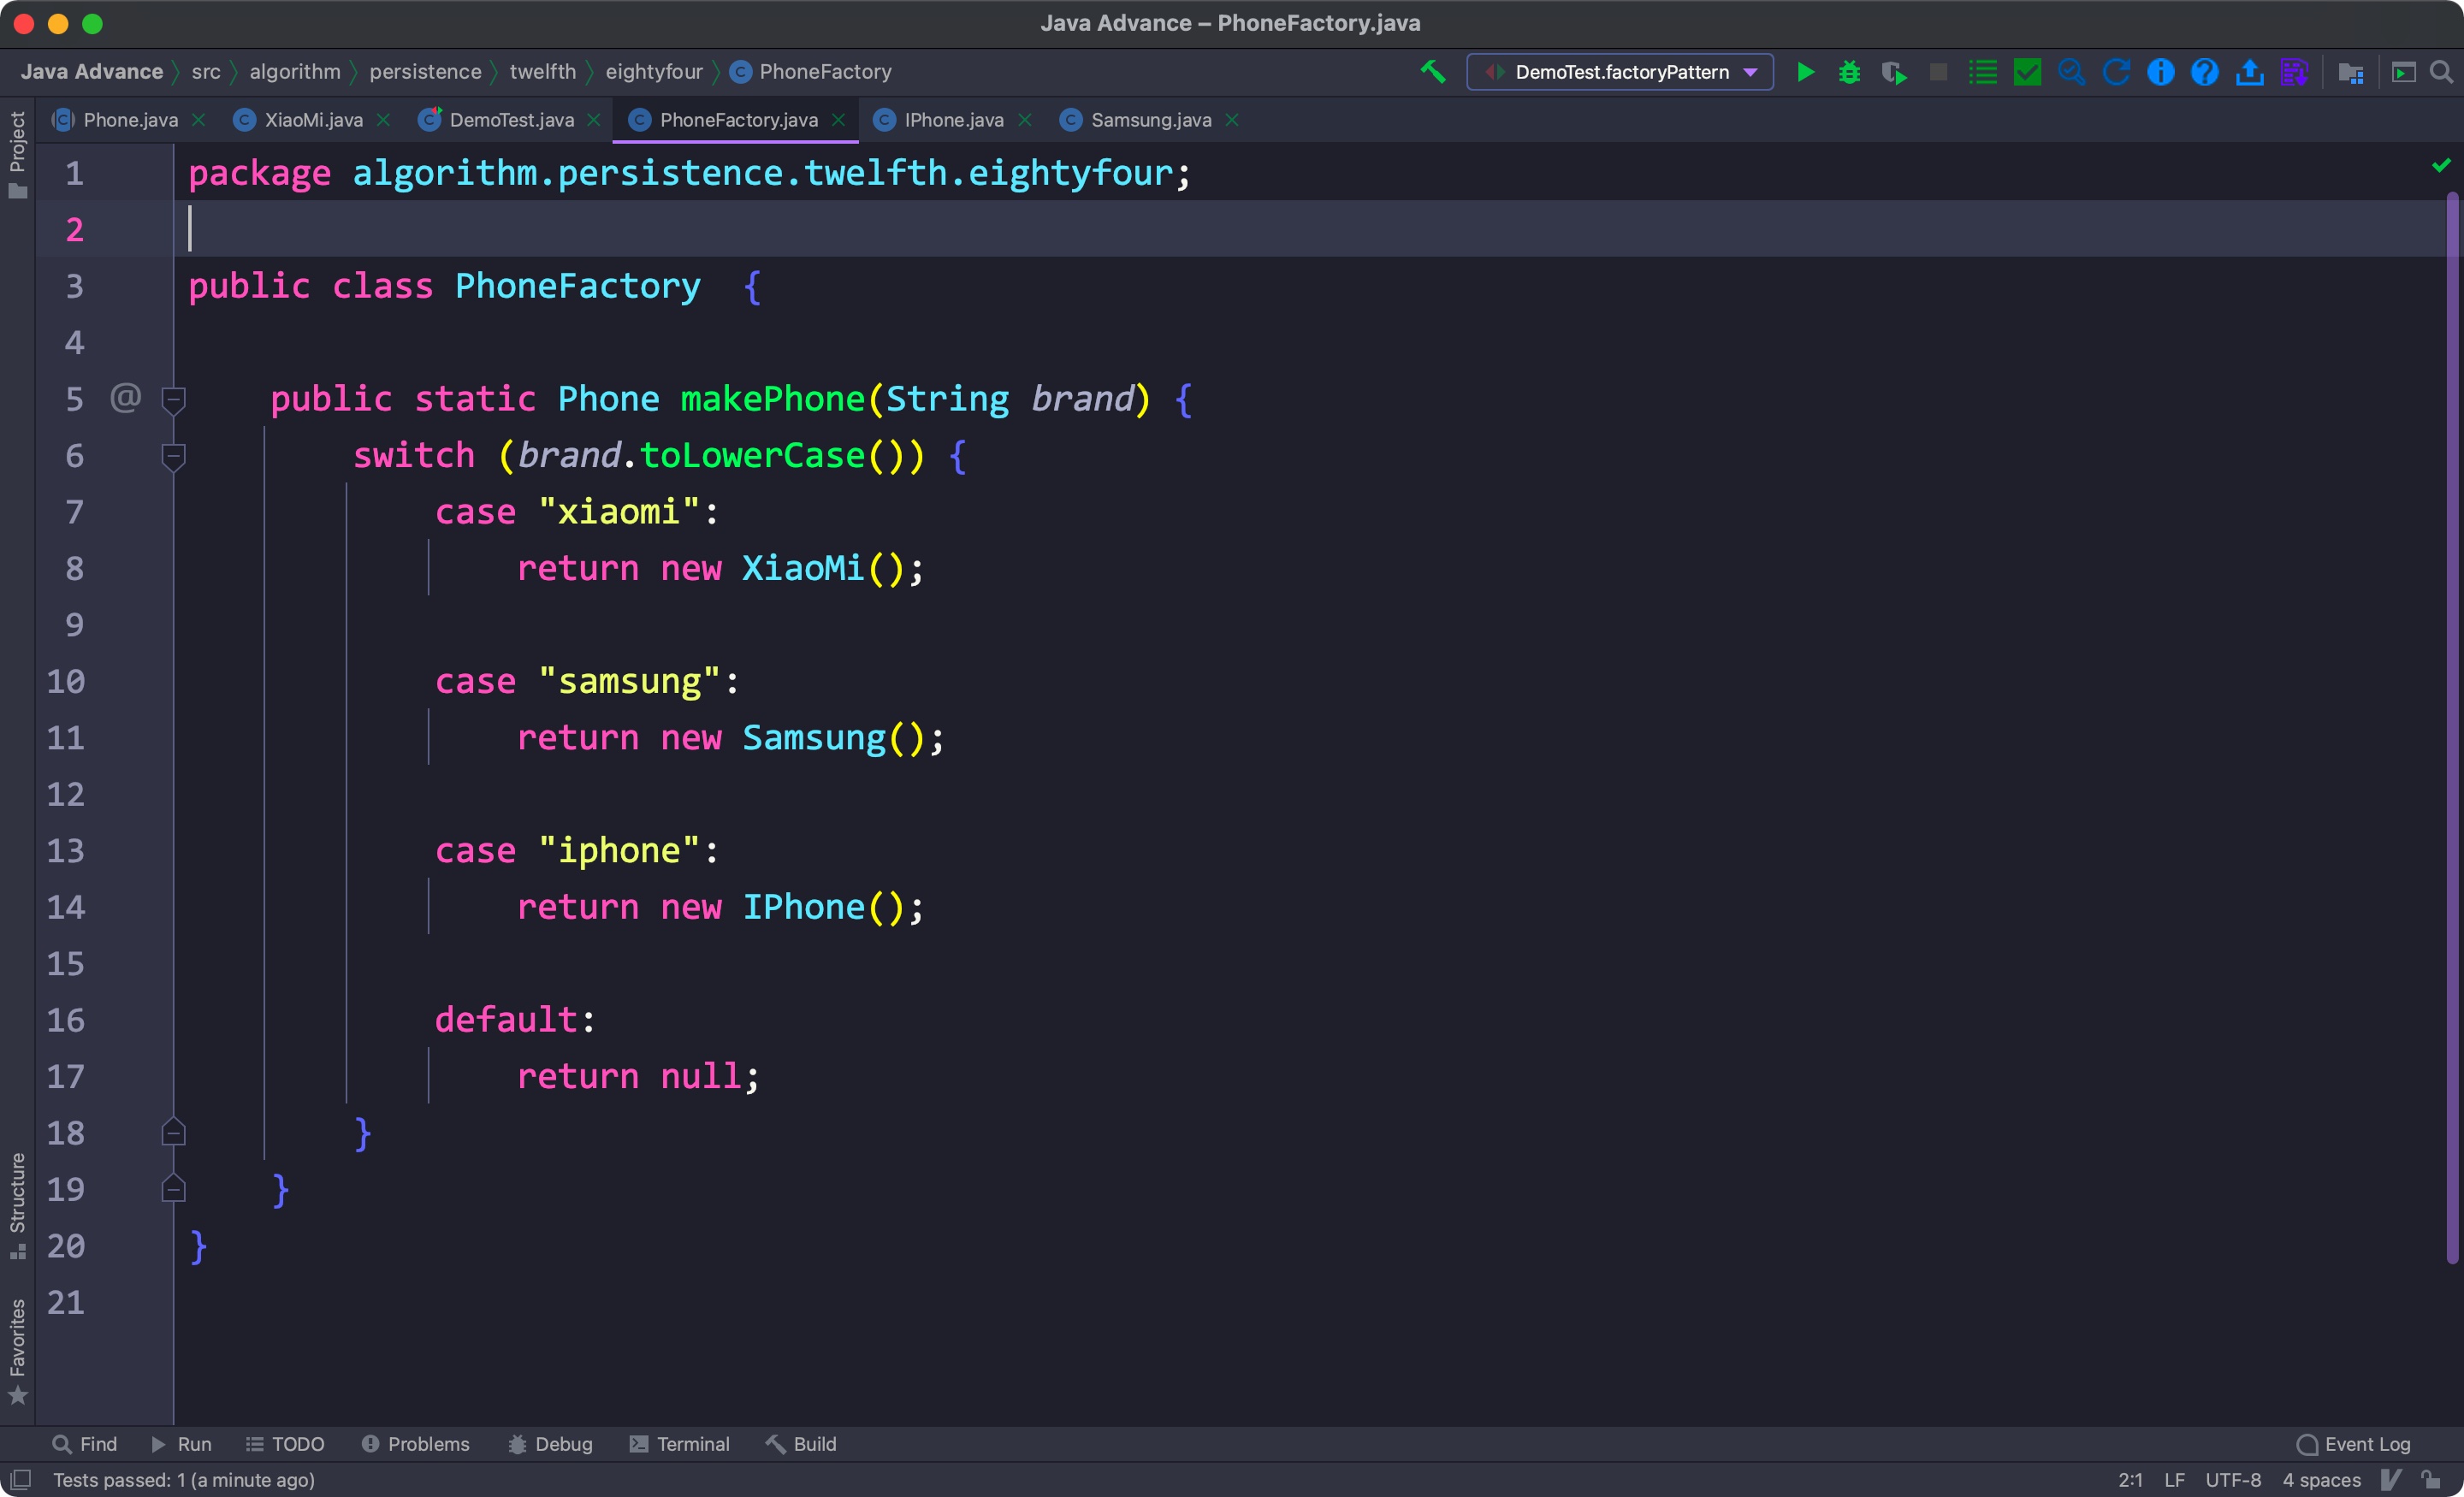 Java Advance – PhoneFactory.java
Java Advance src algorithm persistence twelfth eightyfour PhoneFactory DemoTest.factoryPattern
Project
Phone.java XiaoMi.java DemoTest.java PhoneFactory.java IPhone.java Samsung.java
1 package algorithm.persistence.twelfth.eightyfour;
2
3 public class PhoneFactory  {
4
5 @ public static Phone makePhone(String brand) {
6 switch (brand.toLowerCase()) {
7 case "xiaomi":
8 return new XiaoMi();
9
10 case "samsung":
11 return new Samsung();
12
13 case "iphone":
14 return new IPhone();
15
16 default:
17 return null;
18 }
19 }
20 }
21
Structure
Favorites
Find Run TODO Problems Debug Terminal Build Event Log
Tests passed: 1 (a minute ago) 2:1 LF UTF-8 4 spaces